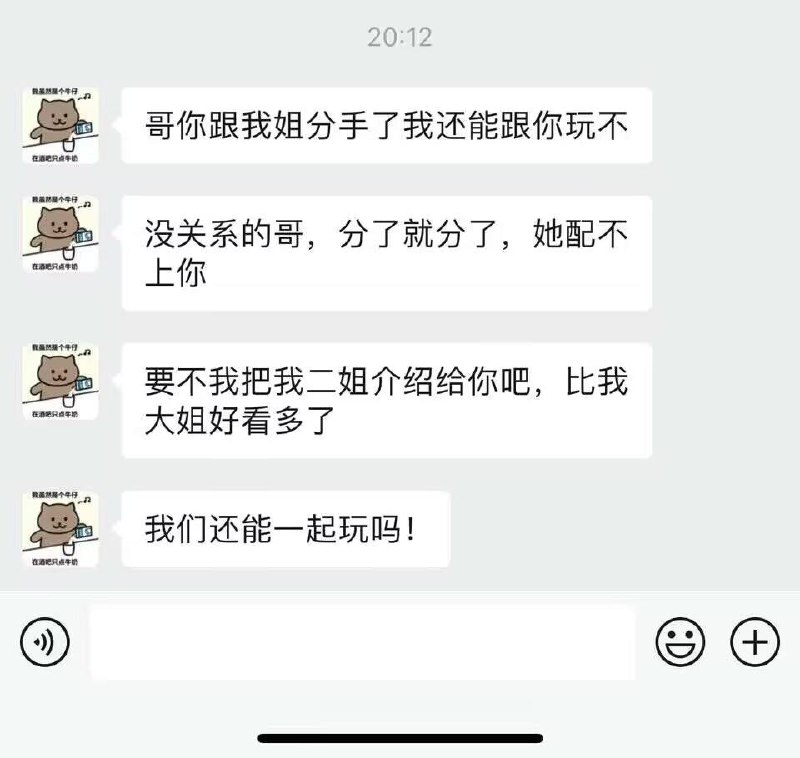 20:12
我虽然是个牛仔
在酒吧只点牛奶
哥你跟我姐分手了我还能跟你玩不
我虽然是个牛仔
在酒吧只点牛奶
没关系的哥，分了就分了，她配不
上你
我虽然是个牛仔
在酒吧只点牛奶
要不我把我二姐介绍给你吧，比我
大姐好看多了
我虽然是个牛仔
在酒吧只点牛奶
我们还能一起玩吗！